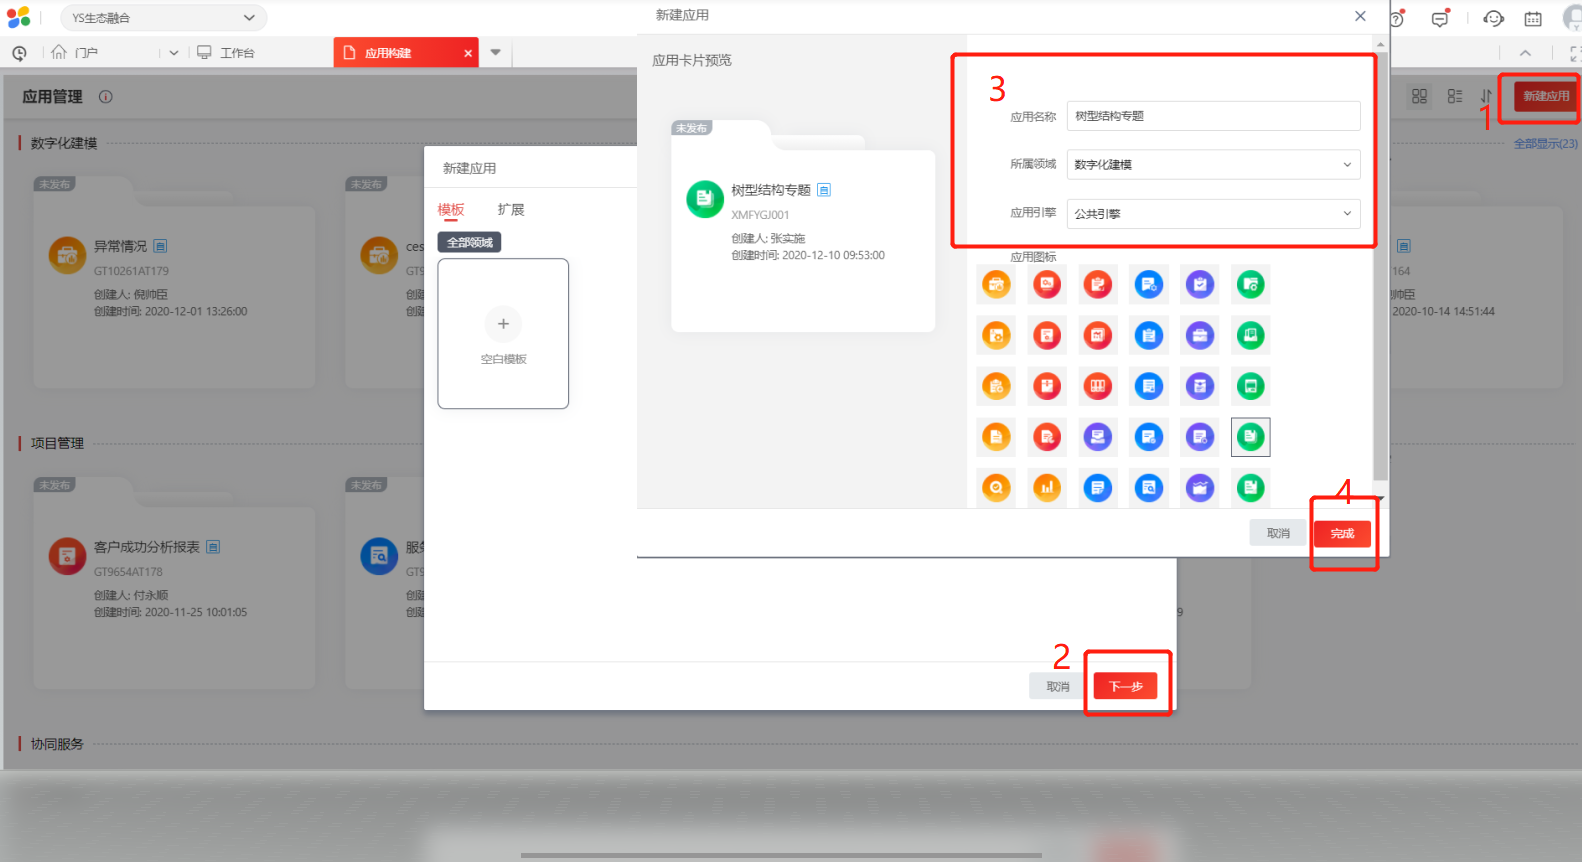 YS生态融合
门户
工作台
应用构建
应用管理
1
新建应用
数字化建模
全部显示(23)
未发布
异常情况 自
GT10261AT179
创建人: 倪帅臣
创建时间: 2020-12-01 13:26:00
未发布
ces
GT9
创建
创建
自
164
帅臣
2020-10-14 14:51:44
项目管理
未发布
客户成功分析报表 自
GT9654AT178
创建人: 付永顺
创建时间: 2020-11-25 10:01:05
未发布
服务
GT9
创建
创建
9
协同服务
新建应用
模板
扩展
全部领域
+
空白模板
2
取消
下一步
新建应用
应用卡片预览
未发布
树型结构专题 自
XMFYGJ001
创建人: 张实施
创建时间: 2020-12-10 09:53:00
3
应用名称 树型结构专题
所属领域 数字化建模
应用引擎 公共引擎
应用图标
4
取消
完成